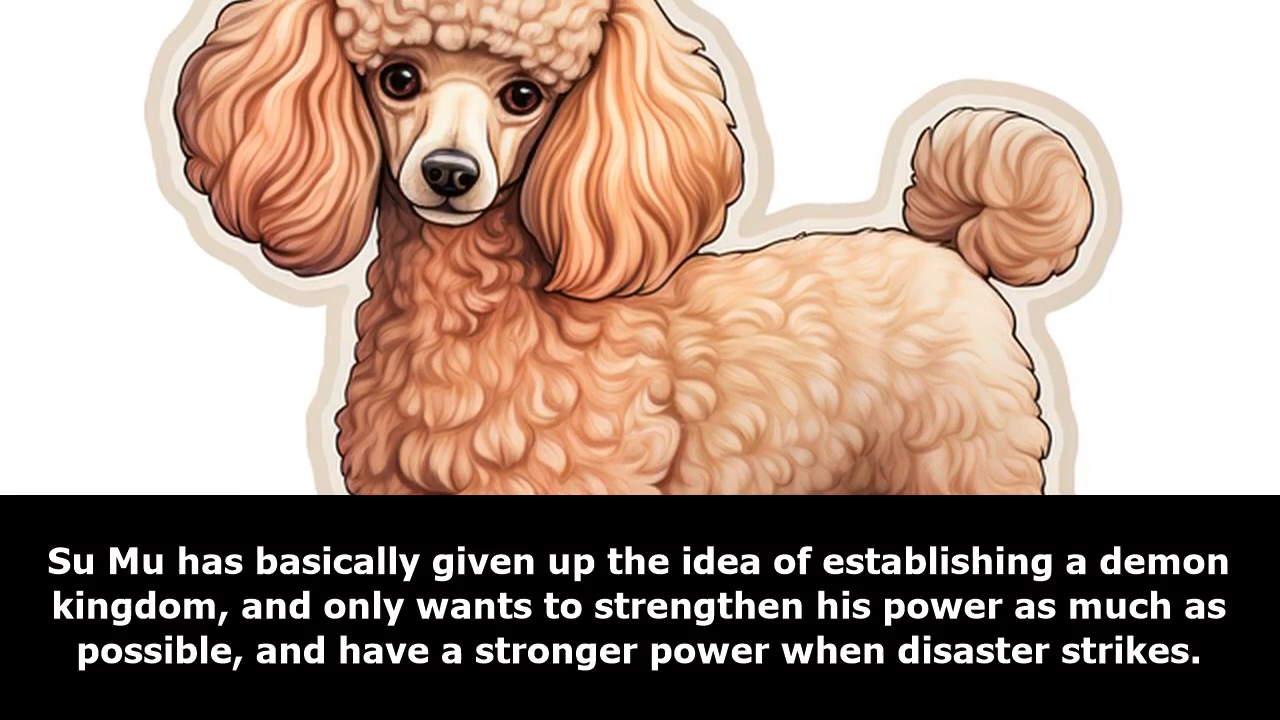 Su Mu has basically given up the idea of establishing a demon
kingdom, and only wants to strengthen his power as much as
possible, and have a stronger power when disaster strikes.